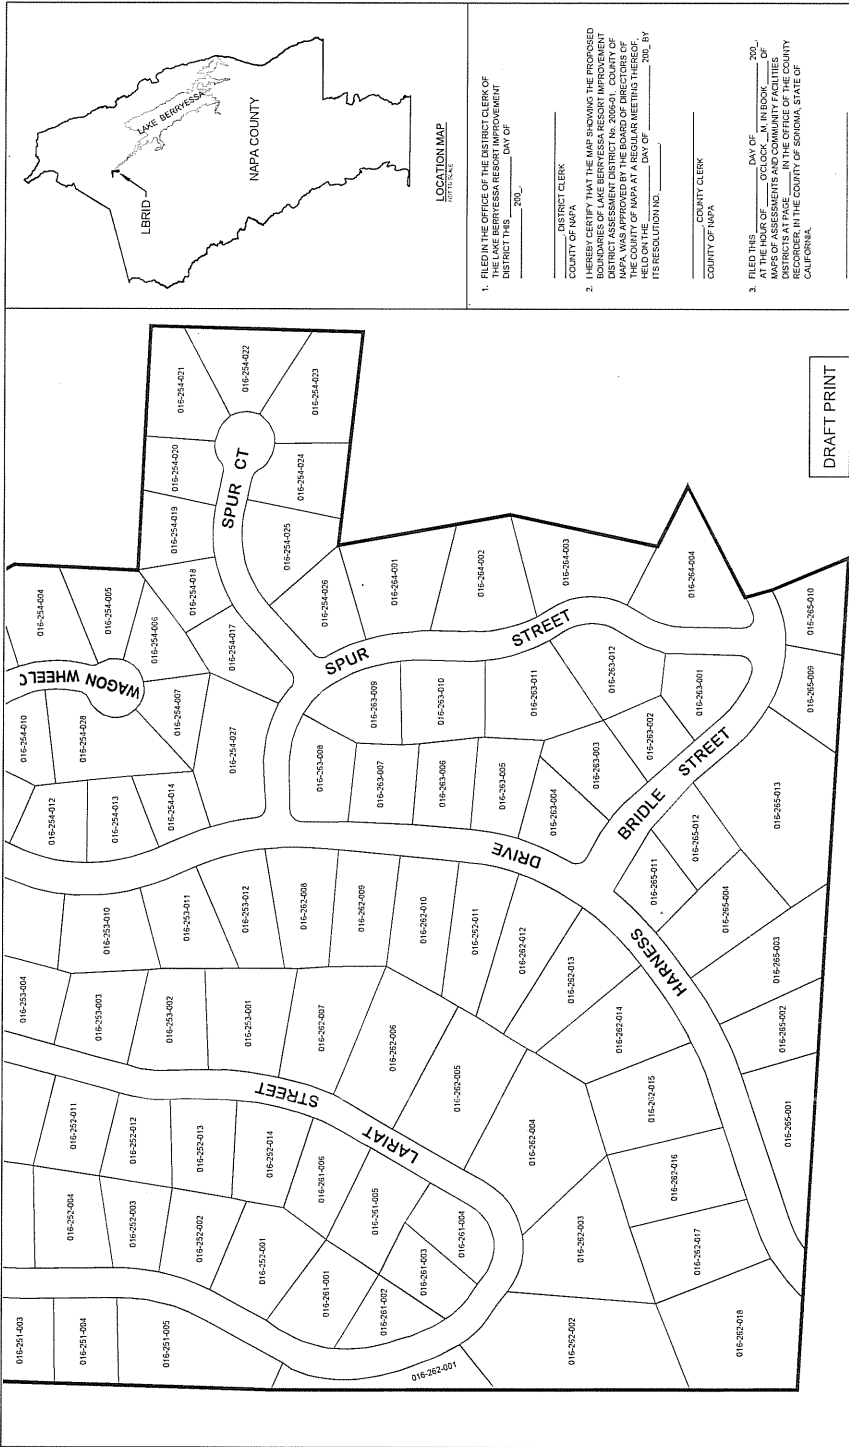 LAKE BERRYESSA
NAPA COUNTY
LBRID
LOCATION MAP
NOT TO SCALE
1. FILED IN THE OFFICE OF THE DISTRICT CLERK OF
THE LAKE BERRYESSA RESORT IMPROVEMENT
DISTRICT THIS ____ DAY OF
________ 200_.
________, DISTRICT CLERK
COUNTY OF NAPA
2. I HEREBY CERTIFY THAT THE MAP SHOWING THE PROPOSED
BOUNDARIES OF LAKE BERRYESSA RESORT IMPROVEMENT
DISTRICT ASSESSMENT DISTRICT No. 2006-01, COUNTY OF
NAPA, WAS APPROVED BY THE BOARD OF DIRECTORS OF
THE COUNTY OF NAPA AT A REGULAR MEETING THEREOF,
HELD ON THE ____ DAY OF ________ 200_ BY
ITS RESOLUTION NO. ________.
________, COUNTY CLERK
COUNTY OF NAPA
3. FILED THIS ____ DAY OF ________ 200_,
AT THE HOUR OF ____ O'CLOCK __M, IN BOOK ____ OF
MAPS OF ASSESSMENTS AND COMMUNITY FACILITIES
DISTRICTS AT PAGE ____ IN THE OFFICE OF THE COUNTY
RECORDER, IN THE COUNTY OF SONOMA, STATE OF
CALIFORNIA.
DRAFT PRINT
016-254-021
016-254-022
016-254-023
016-254-020
016-254-024
SPUR CT
016-254-019
016-254-025
016-254-018
016-254-026
016-254-017
016-254-004
016-254-005
016-254-006
WAGON WHEEL C
016-254-007
016-254-010
016-254-028
016-254-027
016-254-012
016-254-013
016-254-014
016-264-001
016-264-002
016-264-003
016-264-004
SPUR
STREET
016-263-009
016-263-010
016-263-011
016-263-012
016-263-001
016-263-008
016-263-007
016-263-006
016-263-005
016-263-004
016-263-003
016-263-002
BRIDLE STREET
016-265-010
016-265-009
016-265-013
016-265-012
016-265-011
016-265-004
016-265-003
016-265-002
016-265-001
DRIVE
HARNESS
016-253-010
016-253-011
016-253-012
016-262-008
016-262-009
016-262-010
016-262-011
016-262-012
016-262-013
016-262-014
016-262-015
016-262-016
016-262-017
016-262-018
016-253-004
016-253-003
016-253-002
016-253-001
016-262-007
016-262-006
016-262-005
016-262-004
016-262-003
016-262-002
016-262-001
STREET
LARIAT
016-252-011
016-252-012
016-252-013
016-252-014
016-261-006
016-261-005
016-261-004
016-252-004
016-252-003
016-252-002
016-252-001
016-261-001
016-261-002
016-261-003
016-251-003
016-251-004
016-251-005